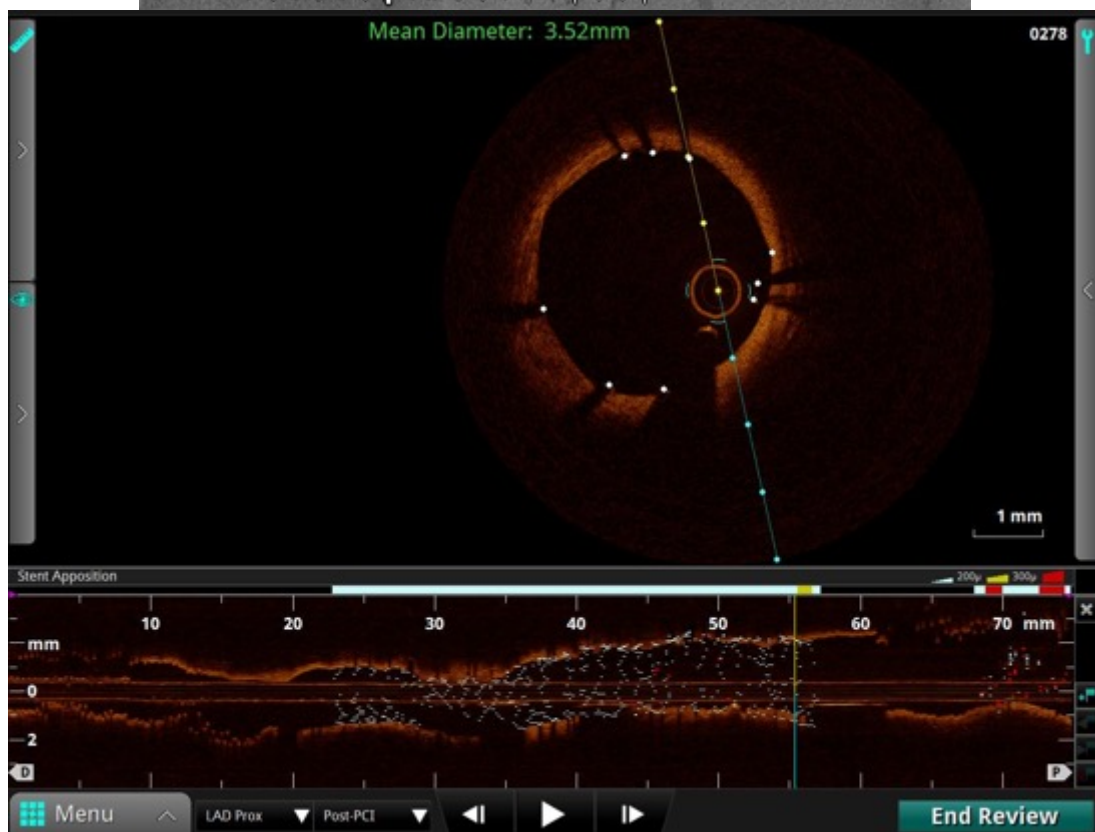 Mean Diameter: 3.52mm
0278
1 mm
Stent Apposition
200µ 300µ
10 20 30 40 50 60 70 mm
mm
0
2
D P
Menu LAD Prox Post-PCI End Review